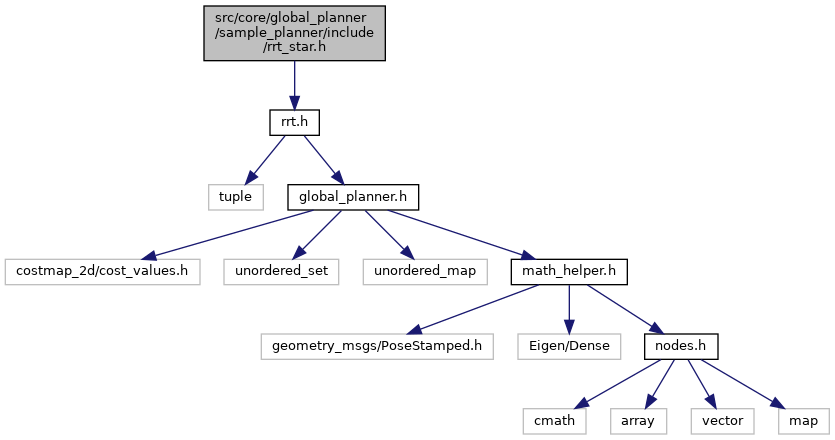 src/core/global_planner
/sample_planner/include
/rrt_star.h
rrt.h
tuple
global_planner.h
costmap_2d/cost_values.h
unordered_set
unordered_map
math_helper.h
geometry_msgs/PoseStamped.h
Eigen/Dense
nodes.h
cmath
array
vector
map